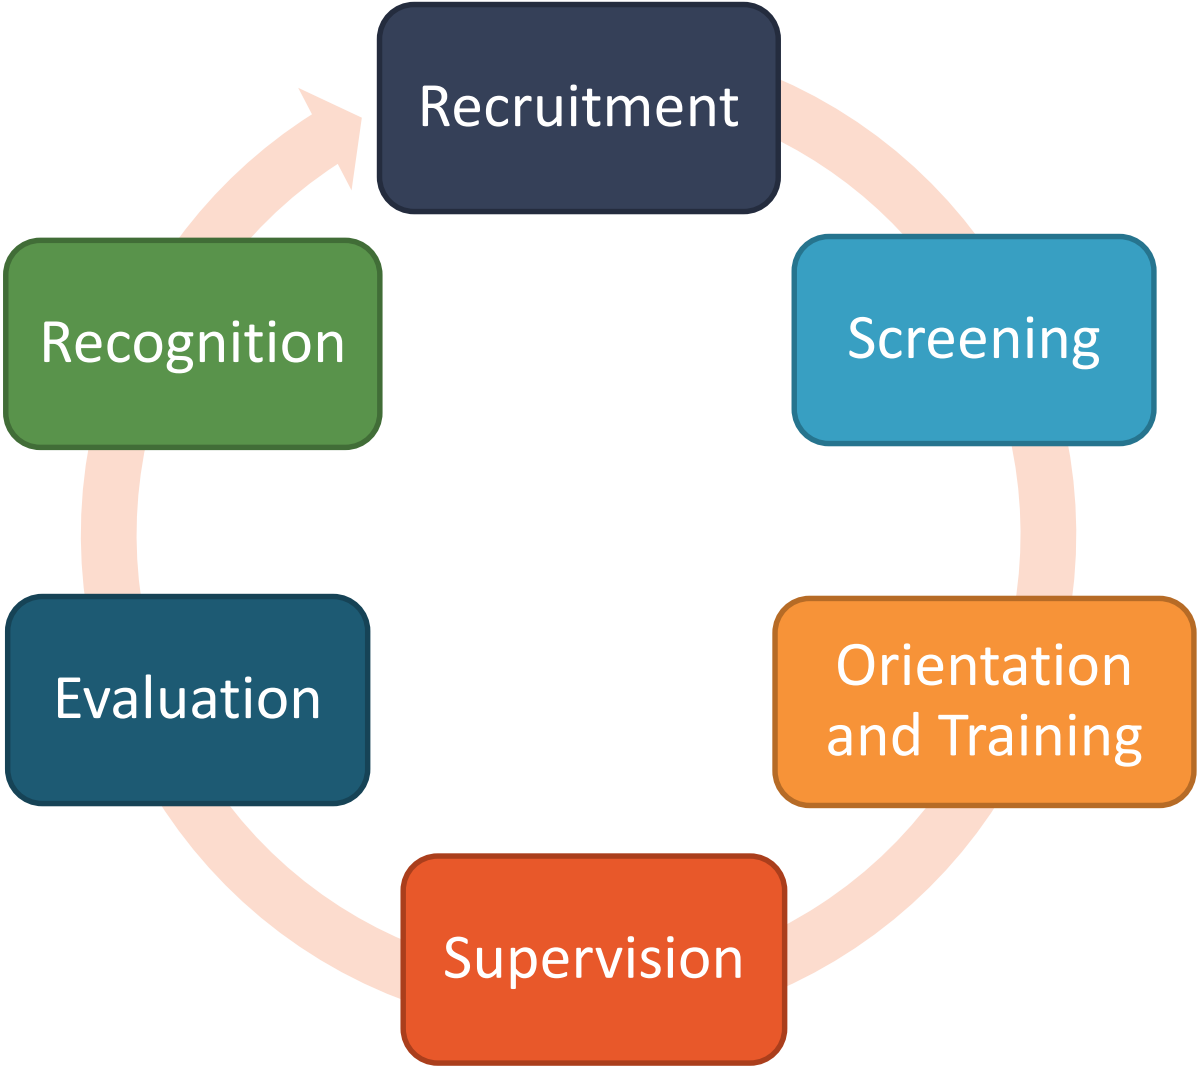 Recruitment
Screening
Orientation
and Training
Supervision
Evaluation
Recognition